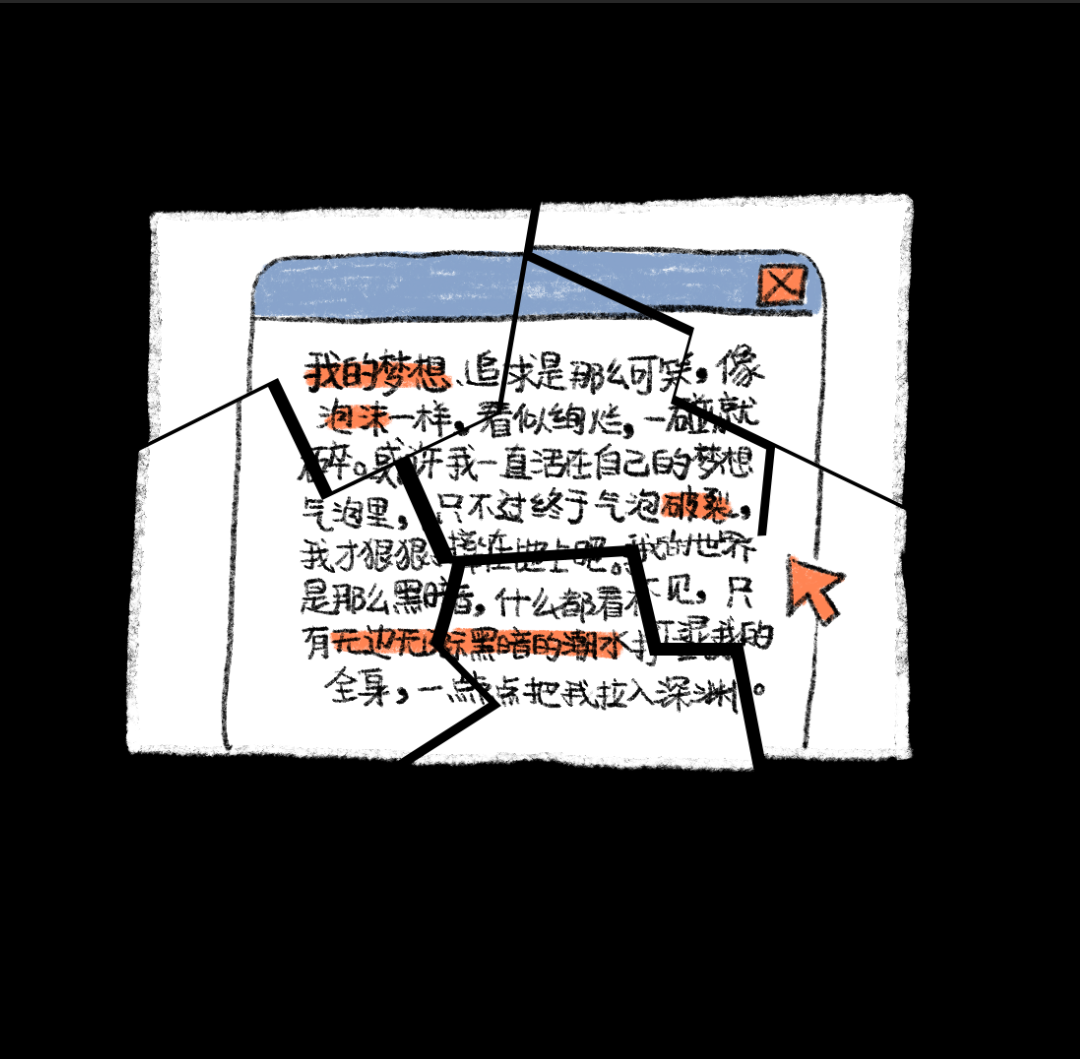 我的梦想、追求是那么可笑，像
泡沫一样，看似绚烂，一碰就
碎。或许我一直活在自己的梦想
气泡里，只不过终于气泡破裂，
我才狠狠摔在地上吧。我的世界
是那么黑暗，什么都看不见，只
有无边无际黑暗的潮水打湿我的
全身，一点点把我拉入深渊。